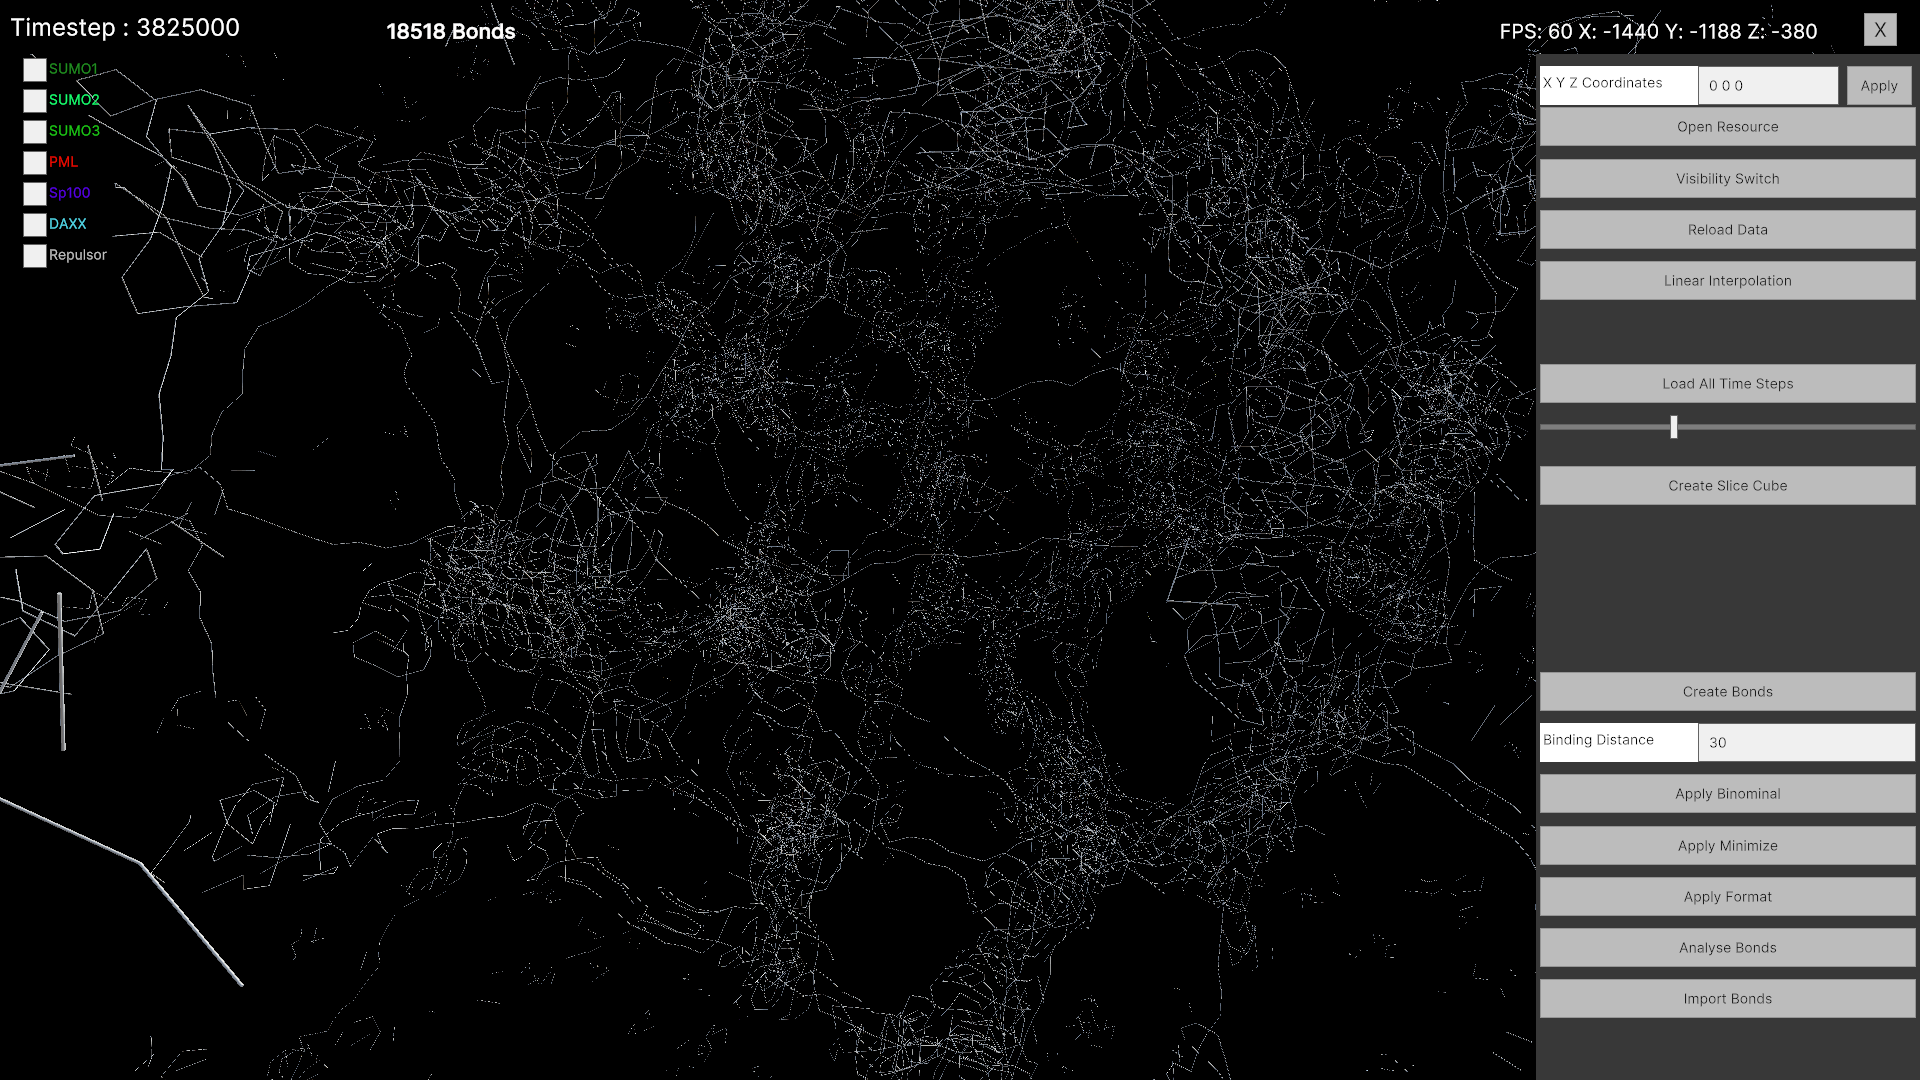 Timestep : 3825000
18518 Bonds
FPS: 60 X: -1440 Y: -1188 Z: -380
X
SUMO1
SUMO2
SUMO3
PML
Sp100
DAXX
Repulsor
X Y Z Coordinates
0 0 0
Apply
Open Resource
Visibility Switch
Reload Data
Linear Interpolation
Load All Time Steps
Create Slice Cube
Create Bonds
Binding Distance
30
Apply Binominal
Apply Minimize
Apply Format
Analyse Bonds
Import Bonds